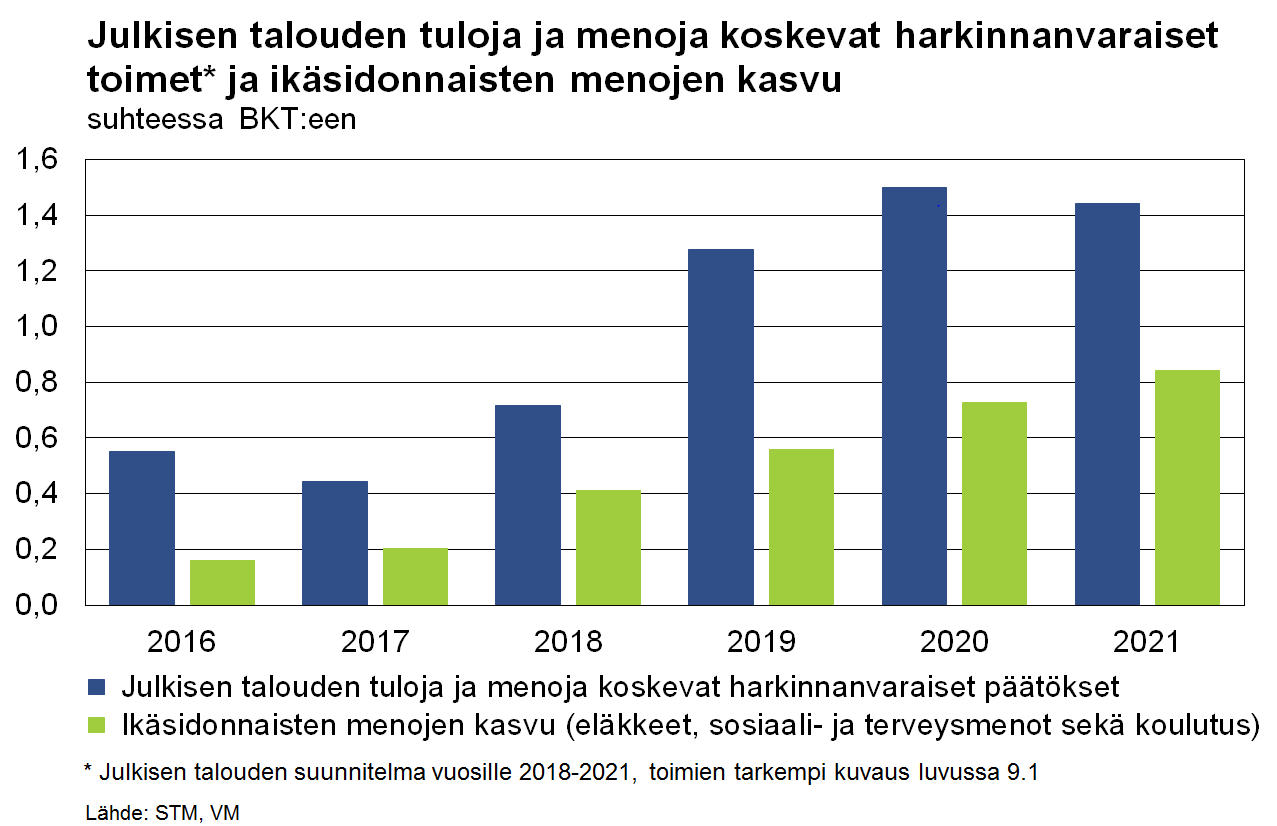 Julkisen talouden tuloja ja menoja koskevat harkinnanvaraiset
toimet* ja ikäsidonnaisten menojen kasvu
suhteessa BKT:een
1,6
1,4
1,2
1,0
0,8
0,6
0,4
0,2
0,0
2016 2017 2018 2019 2020 2021
Julkisen talouden tuloja ja menoja koskevat harkinnanvaraiset päätökset
Ikäsidonnaisten menojen kasvu (eläkkeet, sosiaali- ja terveysmenot sekä koulutus)
* Julkisen talouden suunnitelma vuosille 2018-2021, toimien tarkempi kuvaus luvussa 9.1
Lähde: STM, VM